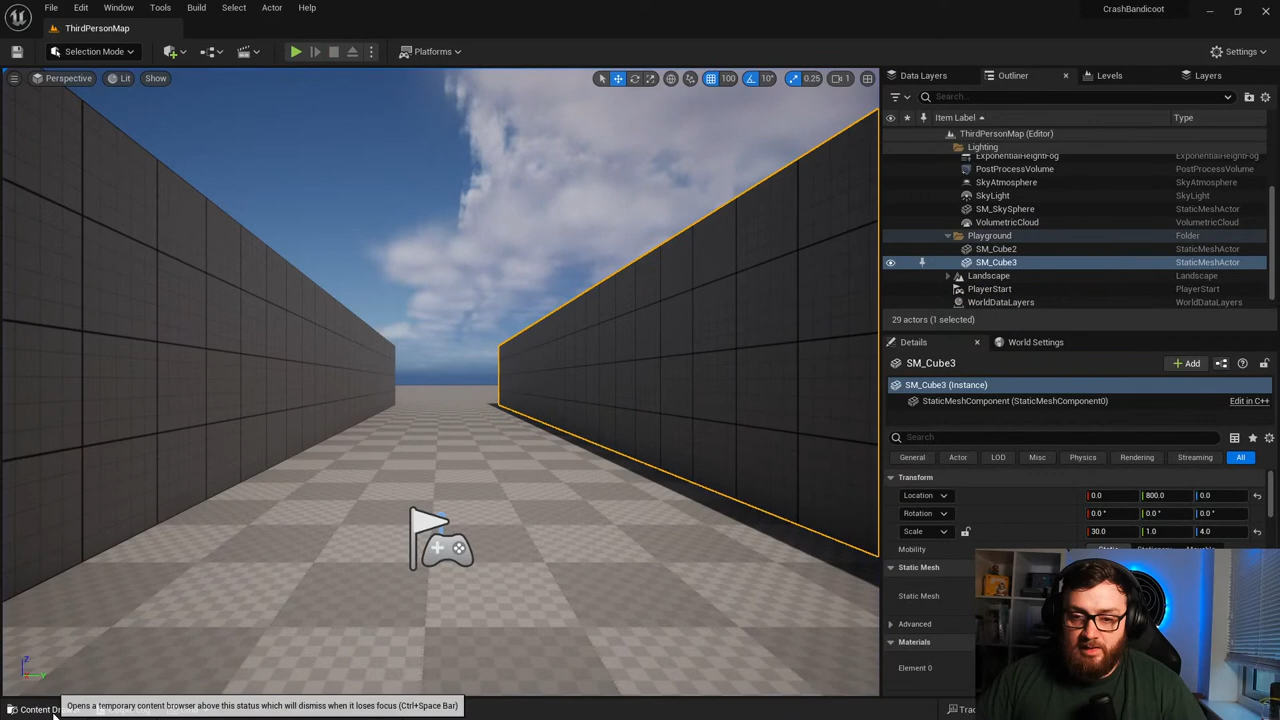 File Edit Window Tools Build Select Actor Help
CrashBandicoot
ThirdPersonMap
Selection Mode
Platforms
Settings
Perspective Lit Show
100 10° 0.25 1
Data Layers Outliner Levels Layers
Search...
Item Label Type
ThirdPersonMap (Editor)
Lighting
ExponentialHeightFog ExponentialHeightFog
PostProcessVolume PostProcessVolume
SkyAtmosphere SkyAtmosphere
SkyLight SkyLight
SM_SkySphere StaticMeshActor
VolumetricCloud VolumetricCloud
Playground Folder
SM_Cube2 StaticMeshActor
SM_Cube3 StaticMeshActor
Landscape Landscape
PlayerStart PlayerStart
WorldDataLayers WorldDataLayers
29 actors (1 selected)
Details World Settings
SM_Cube3
Add
SM_Cube3 (Instance)
StaticMeshComponent (StaticMeshComponent0) Edit in C++
Search
General Actor LOD Misc Physics Rendering Streaming All
Transform
Location 0.0 800.0 0.0
Rotation 0.0 ° 0.0 ° 0.0 °
Scale 30.0 1.0 4.0
Mobility
Static Mesh
Static Mesh
Advanced
Materials
Element 0
Z
Opens a temporary content browser above this status which will dismiss when it loses focus (Ctrl+Space Bar)
Content